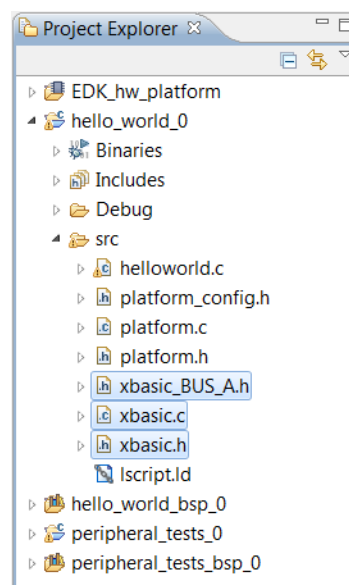 Project Explorer
EDK_hw_platform
hello_world_0
Binaries
Includes
Debug
src
helloworld.c
platform_config.h
platform.c
platform.h
xbasic_BUS_A.h
xbasic.c
xbasic.h
lscript.ld
hello_world_bsp_0
peripheral_tests_0
peripheral_tests_bsp_0